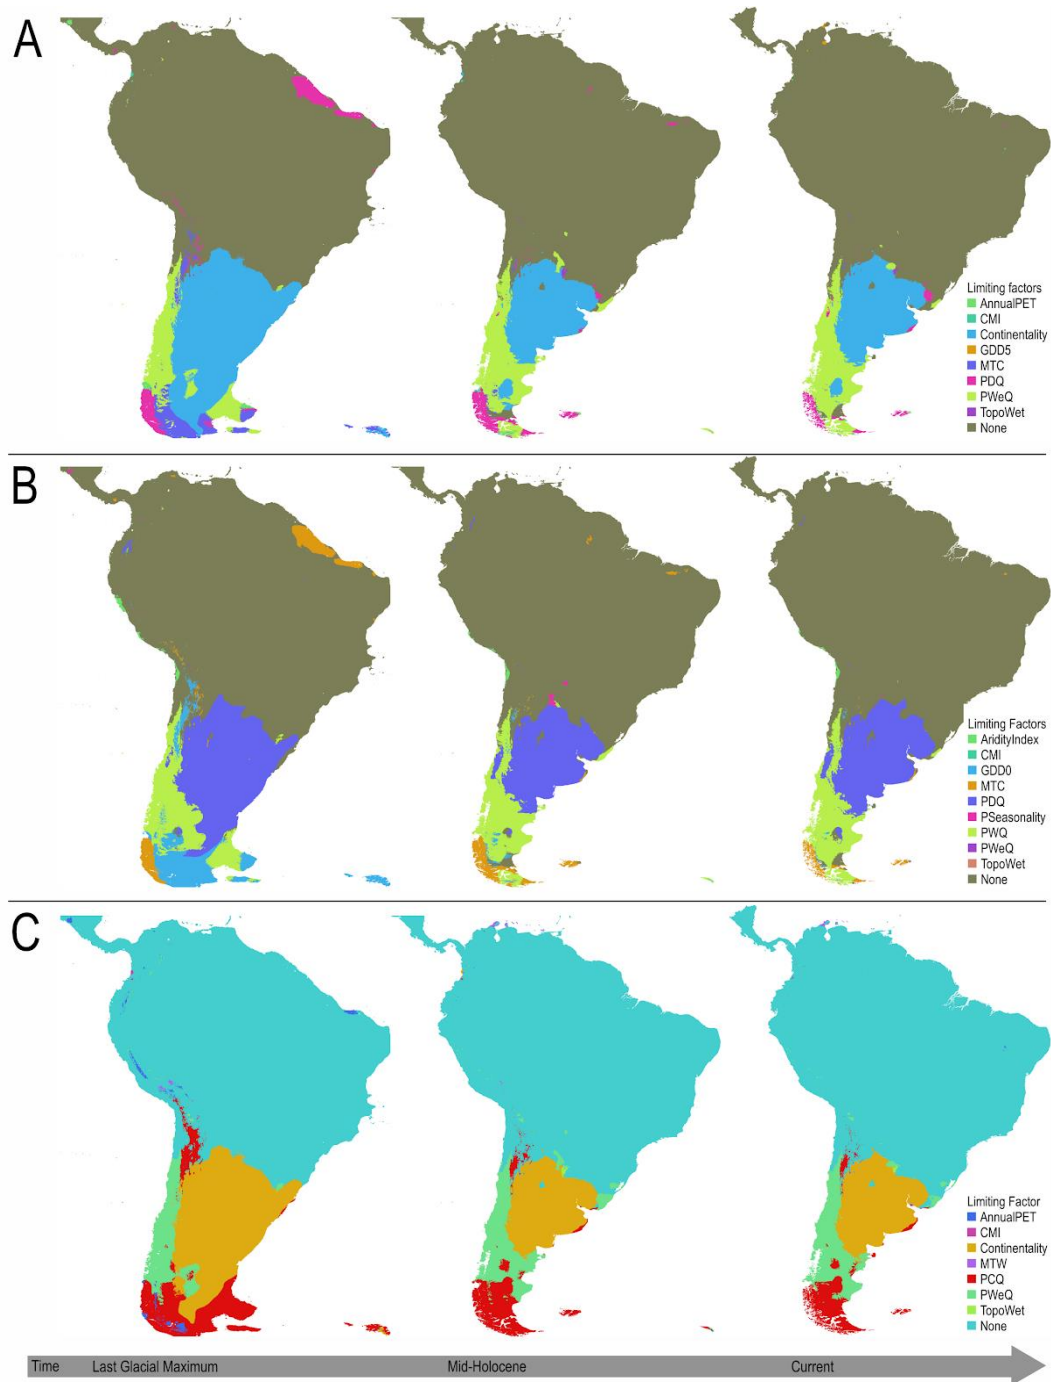 A
Limiting factors
AnnualPET
CMI
Continentality
GDD5
MTC
PDQ
PWeQ
TopoWet
None
B
Limiting Factors
AridityIndex
CMI
GDD0
MTC
PDQ
PSeasonality
PWQ
PWeQ
TopoWet
None
C
Limiting Factor
AnnualPET
CMI
Continentality
MTW
PCQ
PWeQ
TopoWet
None
Time Last Glacial Maximum Mid-Holocene Current